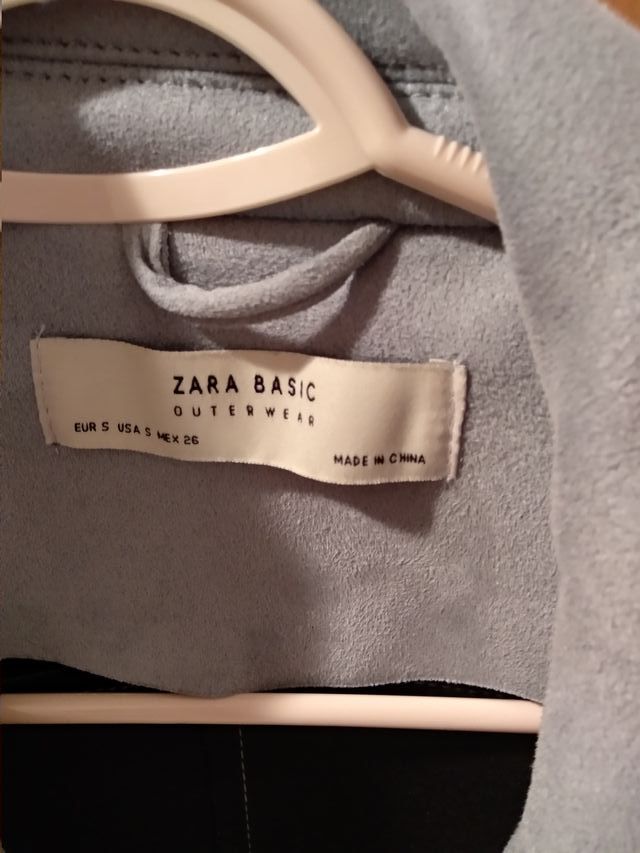 ZARA BASIC
OUTERWEAR
EUR S USA S MEX 26
MADE IN CHINA